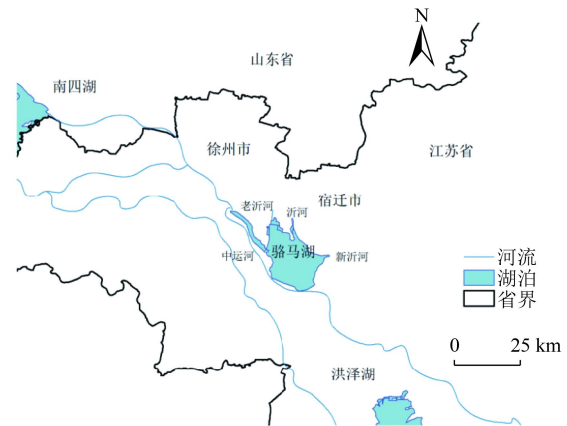 N
山东省
南四湖
徐州市
江苏省
宿迁市
老沂河
沂河
中运河
骆马湖
新沂河
河流
湖泊
省界
0 25 km
洪泽湖